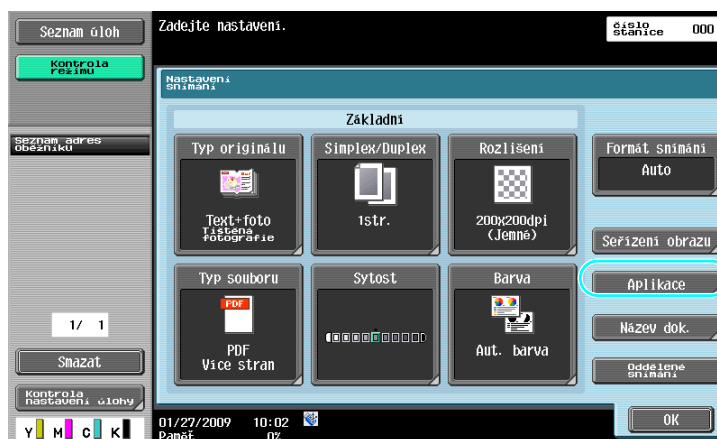 Seznam úloh
Kontrola
režimu
Seznam adres
oběžníku
1/ 1
Smazat
Kontrola
nastavení úlohy
Y M C K
Zadejte nastavení.
číslo
stanice
000
Nastavení
snímání
Základní
Typ originálu
Text+foto
Tištěná
fotografie
Simplex/Duplex
1str.
Rozlišení
200x200dpi
(Jemné)
Typ souboru
PDF
PDF
Více stran
Sytost
Barva
Aut. barva
Formát snímání
Auto
Seřízení obrazu
Aplikace
Název dok.
Oddělené
snímání
OK
01/27/2009 10:02
Paměť 0%